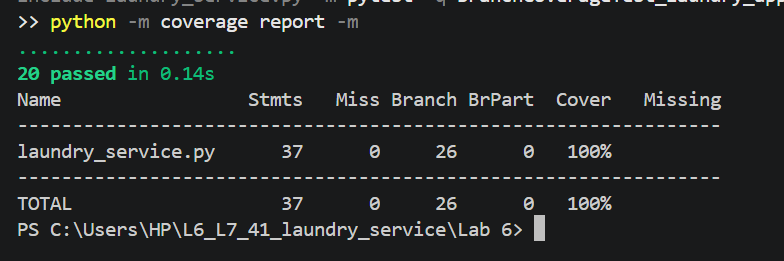 >> python -m coverage report -m
....................
20 passed in 0.14s
Name                   Stmts   Miss Branch BrPart  Cover   Missing
------------------------------------------------------------------
laundry_service.py        37      0     26      0   100%
------------------------------------------------------------------
TOTAL                     37      0     26      0   100%
PS C:\Users\HP\L6_L7_41_laundry_service\Lab 6>